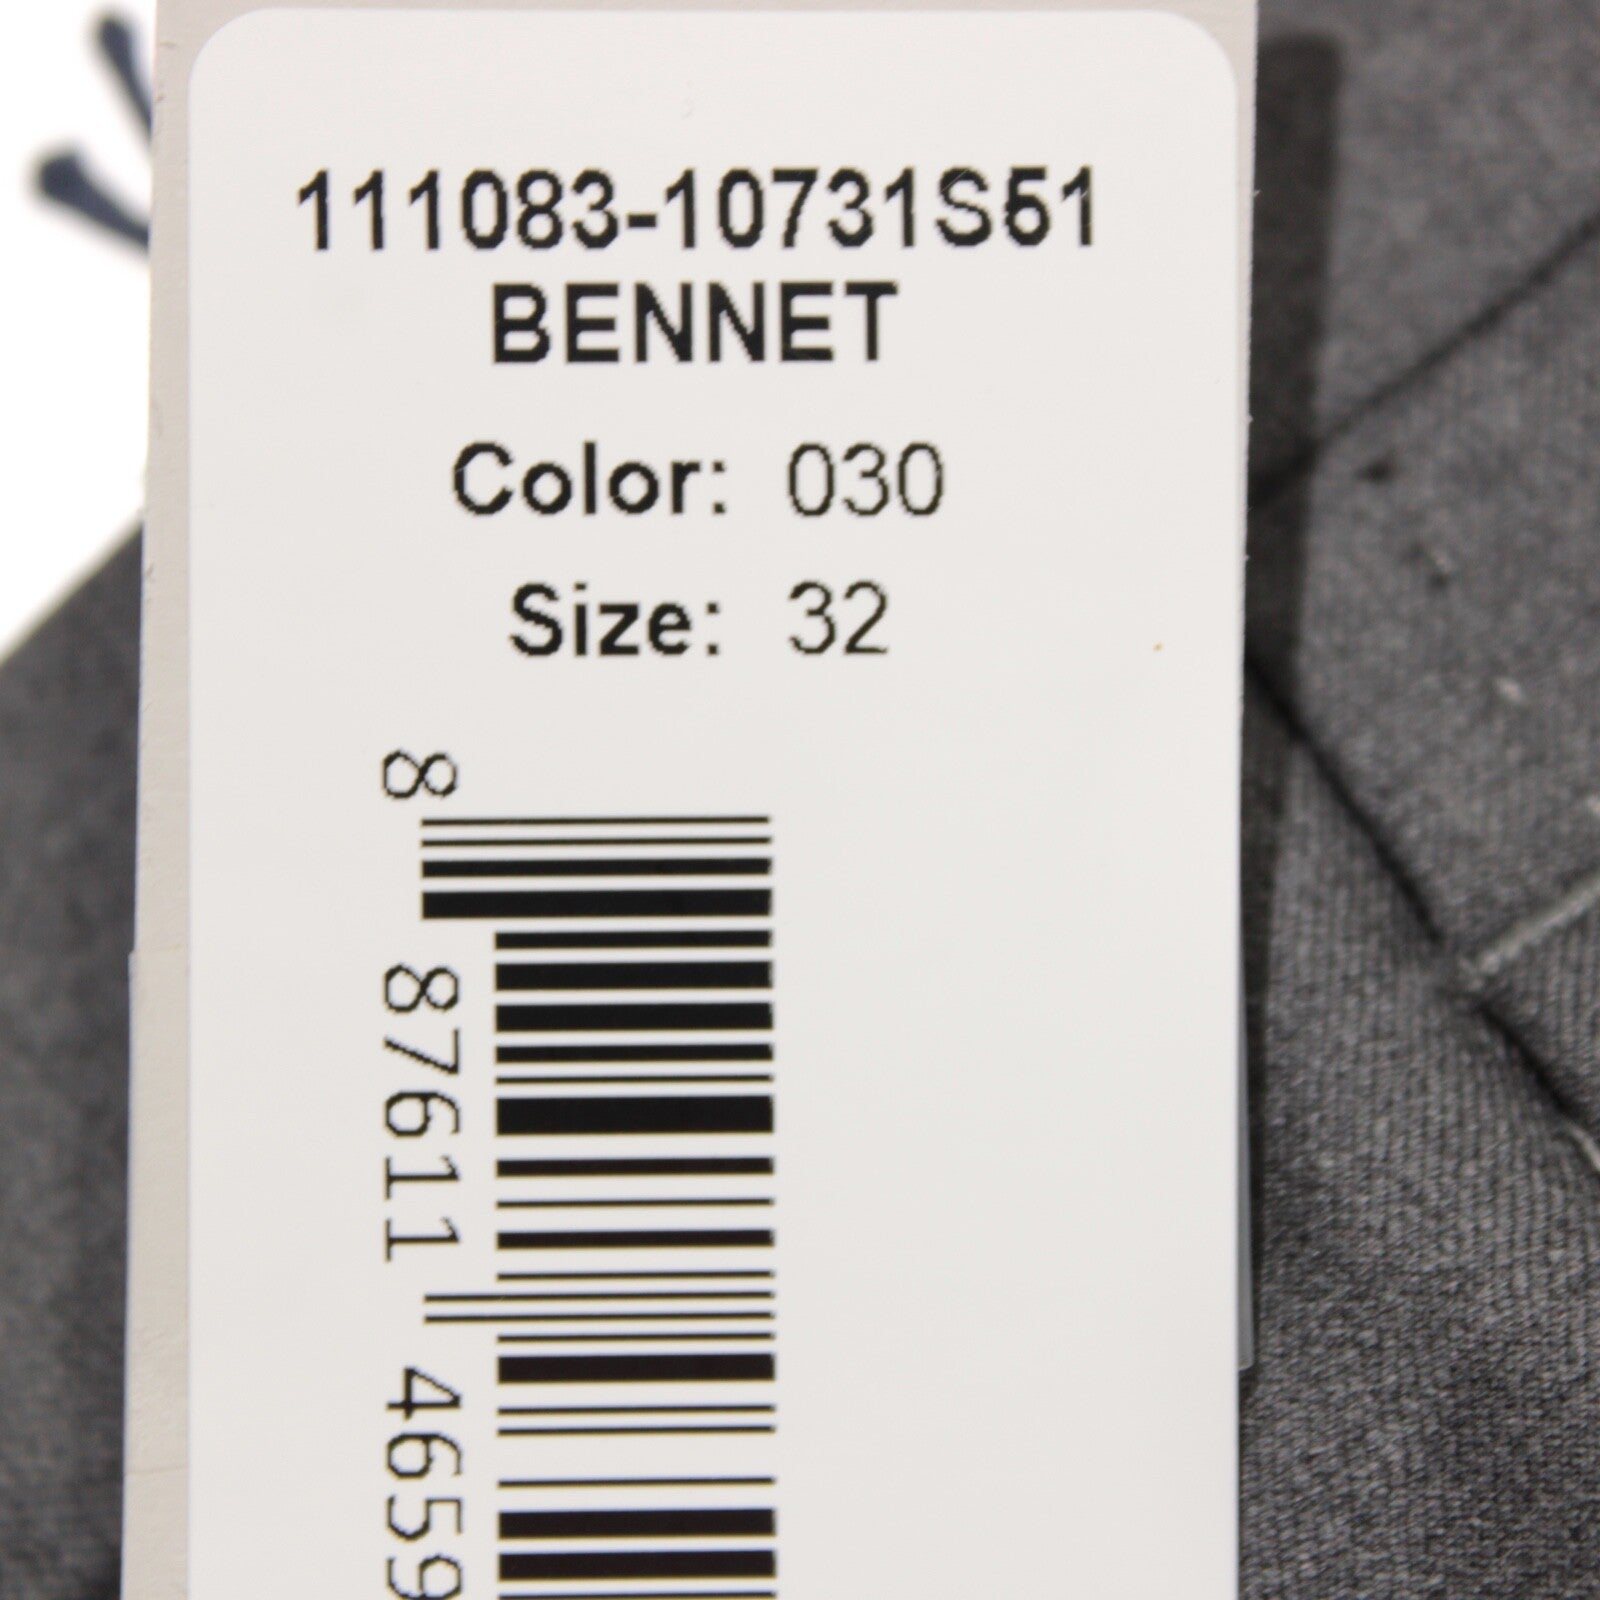 111083-10731S51
BENNET
Color: 030
Size: 32
8 87611 4659